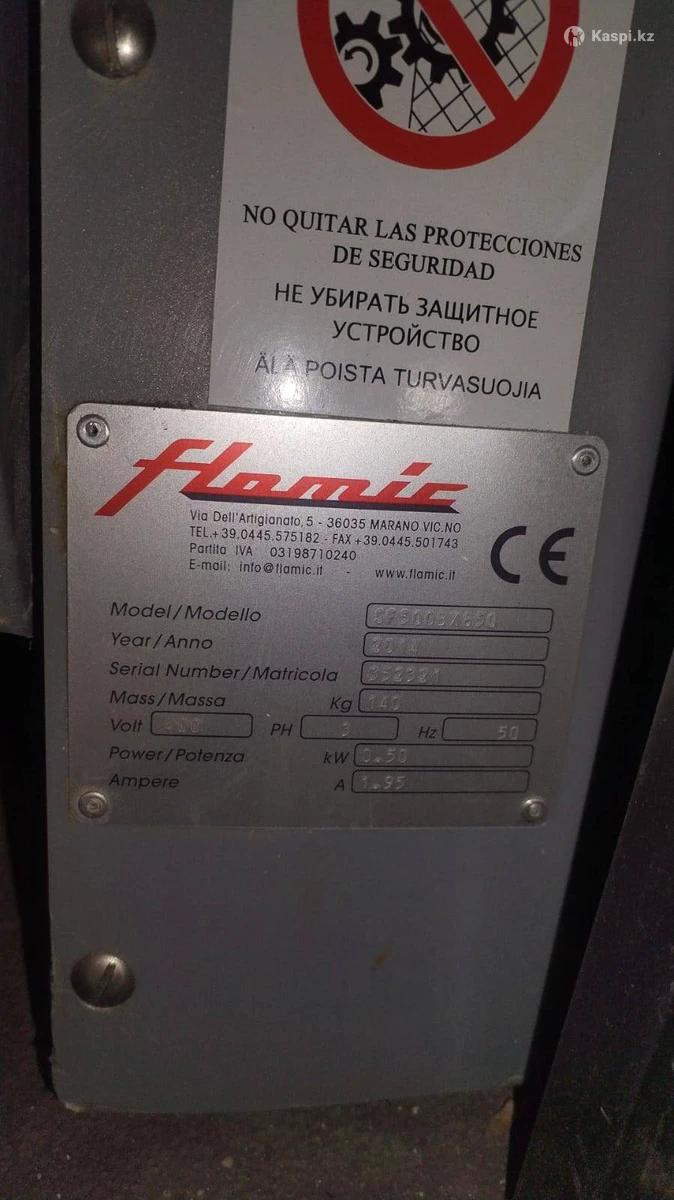 Kaspi.kz
NO QUITAR LAS PROTECCIONES
DE SEGURIDAD
НЕ УБИРАТЬ ЗАЩИТНОЕ
УСТРОЙСТВО
ÄLÄ POISTA TURVASUOJIA
flamic
Via Dell'Artigianato, 5 - 36035 MARANO VIC.NO
TEL.+39.0445.575182 - FAX +39.0445.501743
Partita IVA 03198710240
E-mail: info@flamic.it - www.flamic.it
CE
Model/Modello
Year/Anno 2014
Serial Number/Matricola 352321
Mass/Massa Kg 140
Volt 400 PH 3 Hz 50
Power/Potenza kW 0.50
Ampere A 1.95